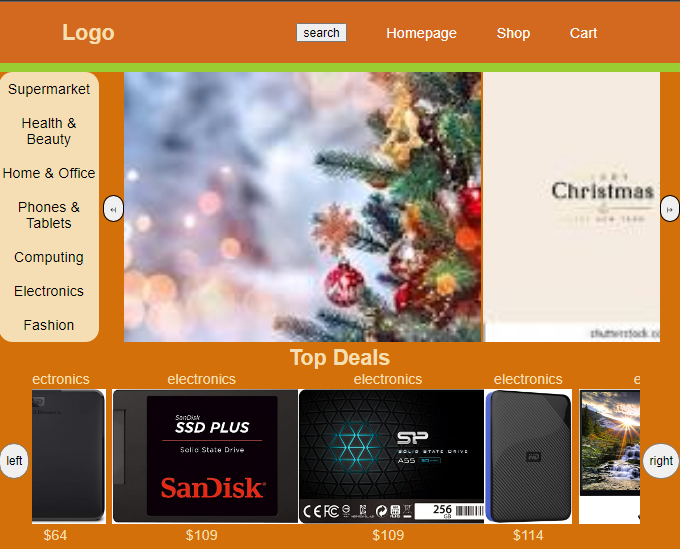 Logo
search
Homepage
Shop
Cart
Supermarket
Health &
Beauty
Home & Office
Phones &
Tablets
Computing
Electronics
Fashion
Christmas
shutterstock
Top Deals
ectronics
electronics
electronics
electronics
e
left
SanDisk
SSD PLUS
Solid State Drive
SanDisk
SP
SOLID STATE DRIVE
A55
256
GB
WD
right
$64
$109
$109
$114